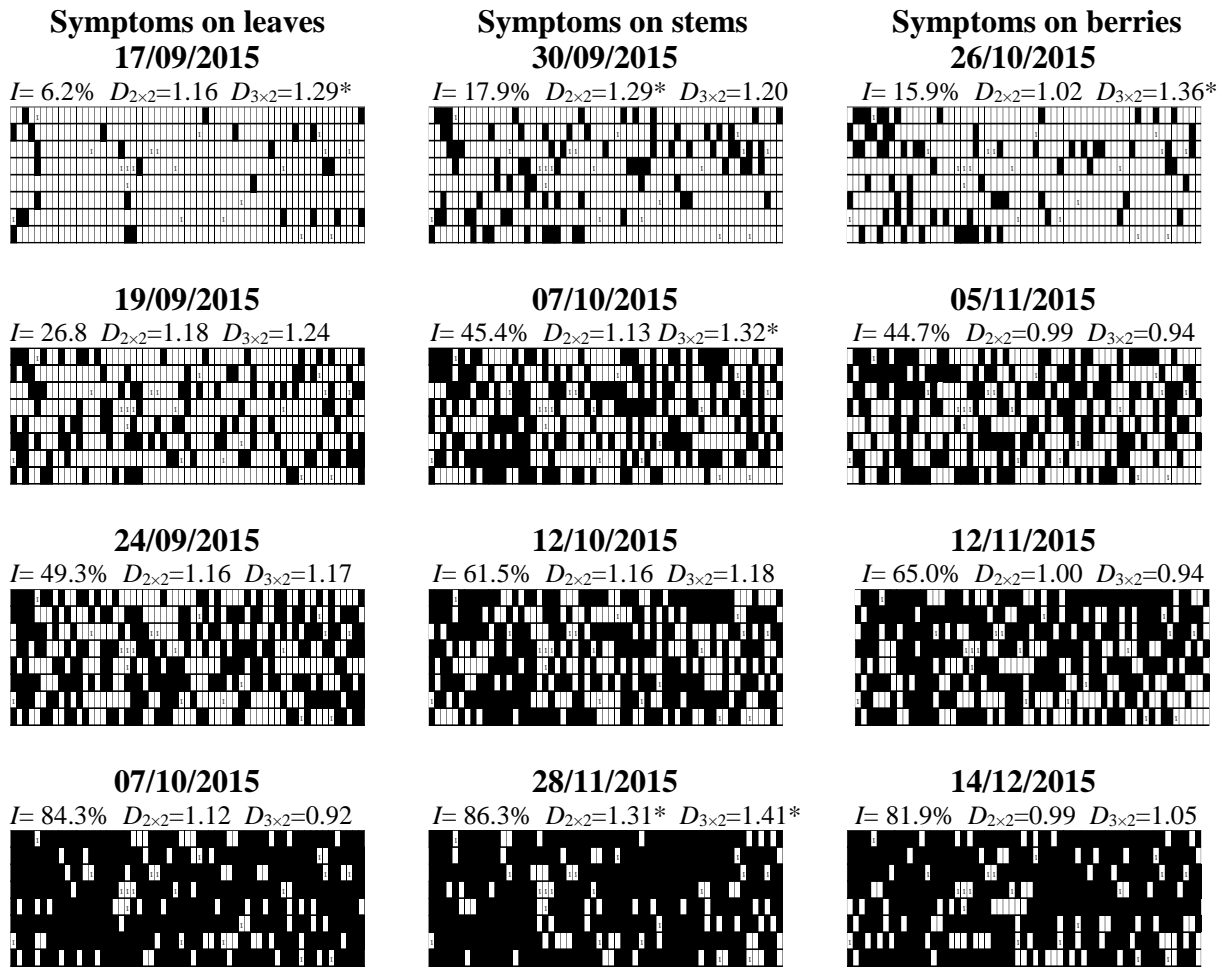 Symptoms on leaves Symptoms on stems Symptoms on berries
17/09/2015 30/09/2015 26/10/2015
I= 6.2% D2×2=1.16 D3×2=1.29* I= 17.9% D2×2=1.29* D3×2=1.20 I= 15.9% D2×2=1.02 D3×2=1.36*
19/09/2015 07/10/2015 05/11/2015
I= 26.8 D2×2=1.18 D3×2=1.24 I= 45.4% D2×2=1.13 D3×2=1.32* I= 44.7% D2×2=0.99 D3×2=0.94
24/09/2015 12/10/2015 12/11/2015
I= 49.3% D2×2=1.16 D3×2=1.17 I= 61.5% D2×2=1.16 D3×2=1.18 I= 65.0% D2×2=1.00 D3×2=0.94
07/10/2015 28/11/2015 14/12/2015
I= 84.3% D2×2=1.12 D3×2=0.92 I= 86.3% D2×2=1.31* D3×2=1.41* I= 81.9% D2×2=0.99 D3×2=1.05